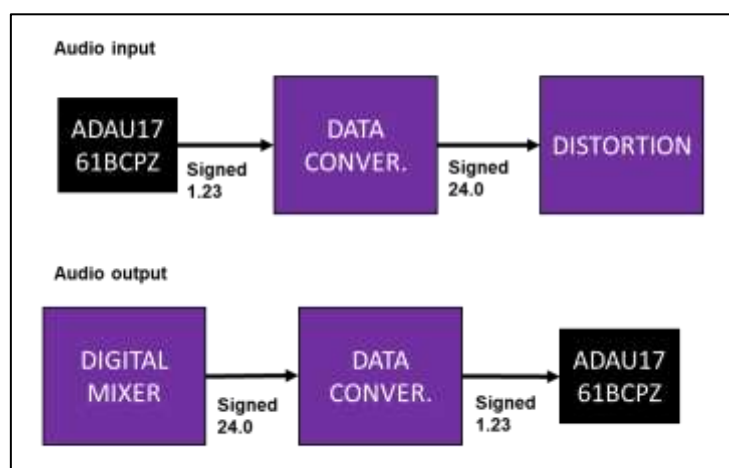 Audio input
ADAU17
61BCPZ
Signed
1.23
DATA
CONVER.
Signed
24.0
DISTORTION
Audio output
DIGITAL
MIXER
Signed
24.0
DATA
CONVER.
Signed
1.23
ADAU17
61BCPZ